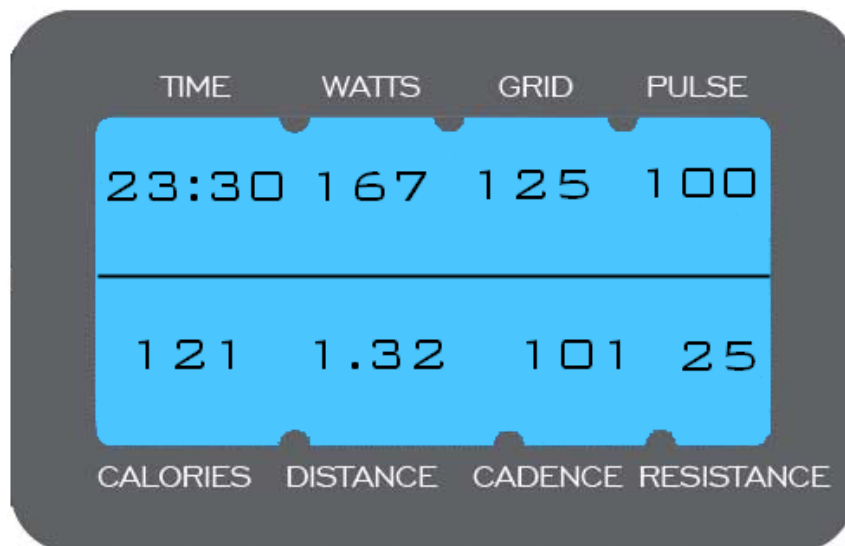 TIME WATTS GRID PULSE
23:30 167 125 100
121 1.32 101 25
CALORIES DISTANCE CADENCE RESISTANCE